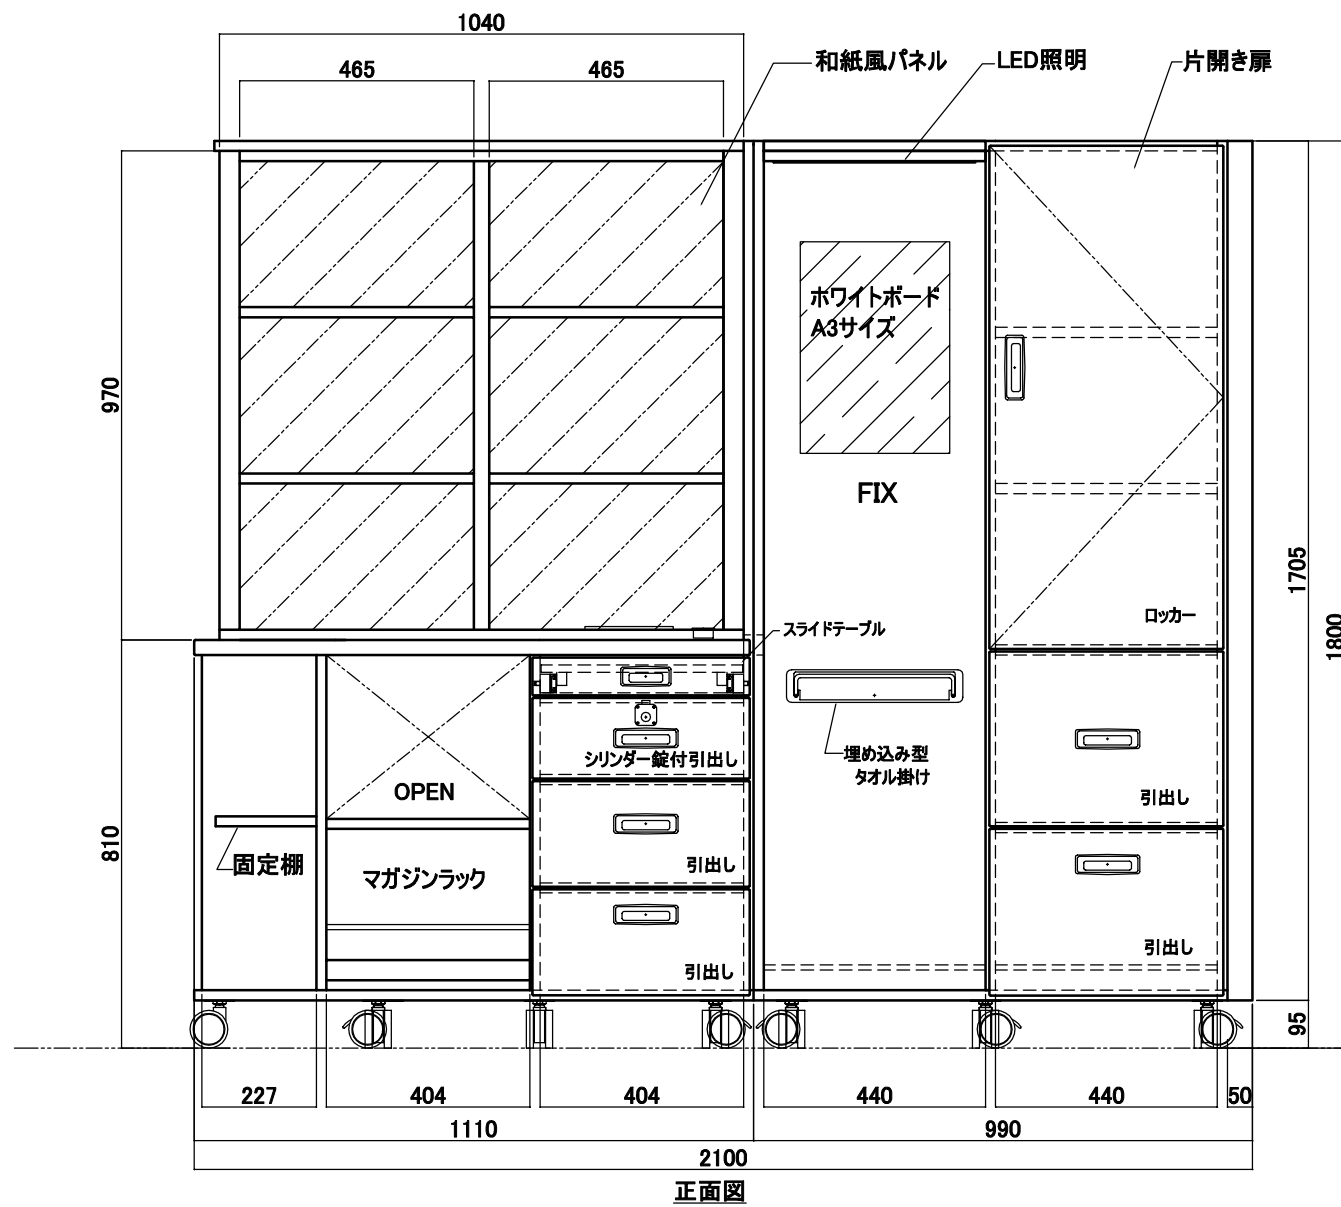 1040
465
465
和紙風パネル
LED照明
片開き扉
ホワイトボード
A3サイズ
970
FIX
1705
1800
ロッカー
スライドテーブル
シリンダー錠付引出し
埋め込み型
タオル掛け
OPEN
引出し
810
固定棚
マガジンラック
引出し
引出し
引出し
95
227
404
404
440
440
50
1110
990
2100
正面図